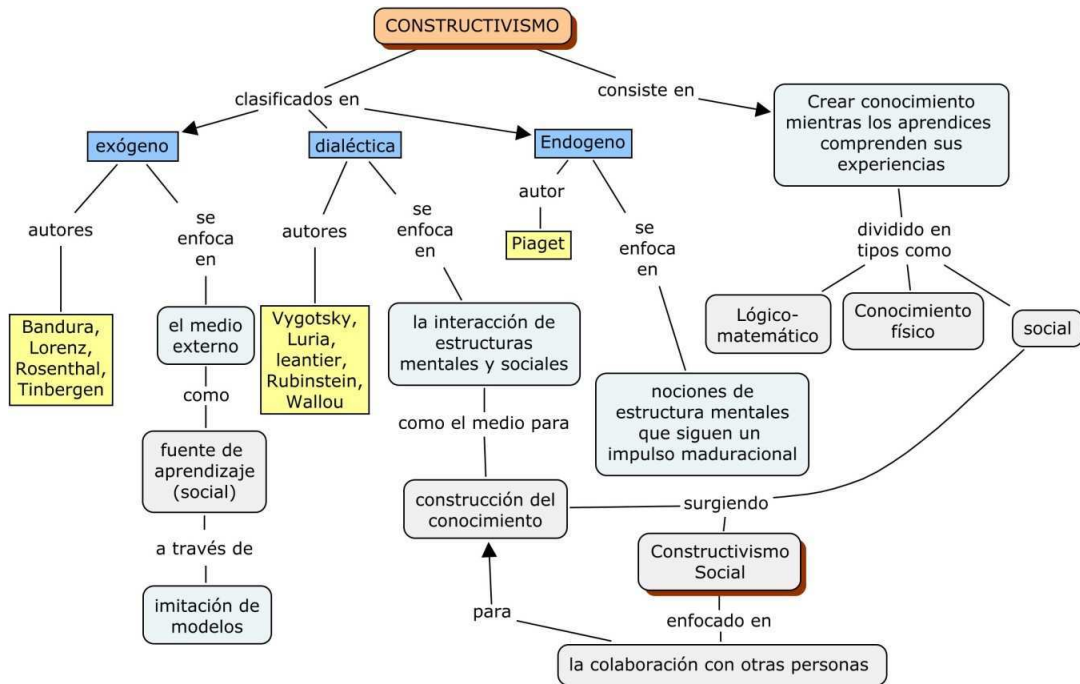 CONSTRUCTIVISMO
clasificados en
consiste en
Crear conocimiento
mientras los aprendices
comprenden sus
experiencias
exógeno
dialéctica
Endogeno
autores
se
enfoca
en
autores
se
enfoca
en
autor
Piaget
se
enfoca
en
dividido en
tipos como
Bandura,
Lorenz,
Rosenthal,
Tinbergen
el medio
externo
Vygotsky,
Luria,
leantier,
Rubinstein,
Wallou
la interacción de
estructuras
mentales y sociales
Lógico-
matemático
Conocimiento
físico
social
como
como el medio para
nociones de
estructura mentales
que siguen un
impulso maduracional
fuente de
aprendizaje
(social)
construcción del
conocimiento
surgiendo
a través de
Constructivismo
Social
imitación de
modelos
para
enfocado en
la colaboración con otras personas